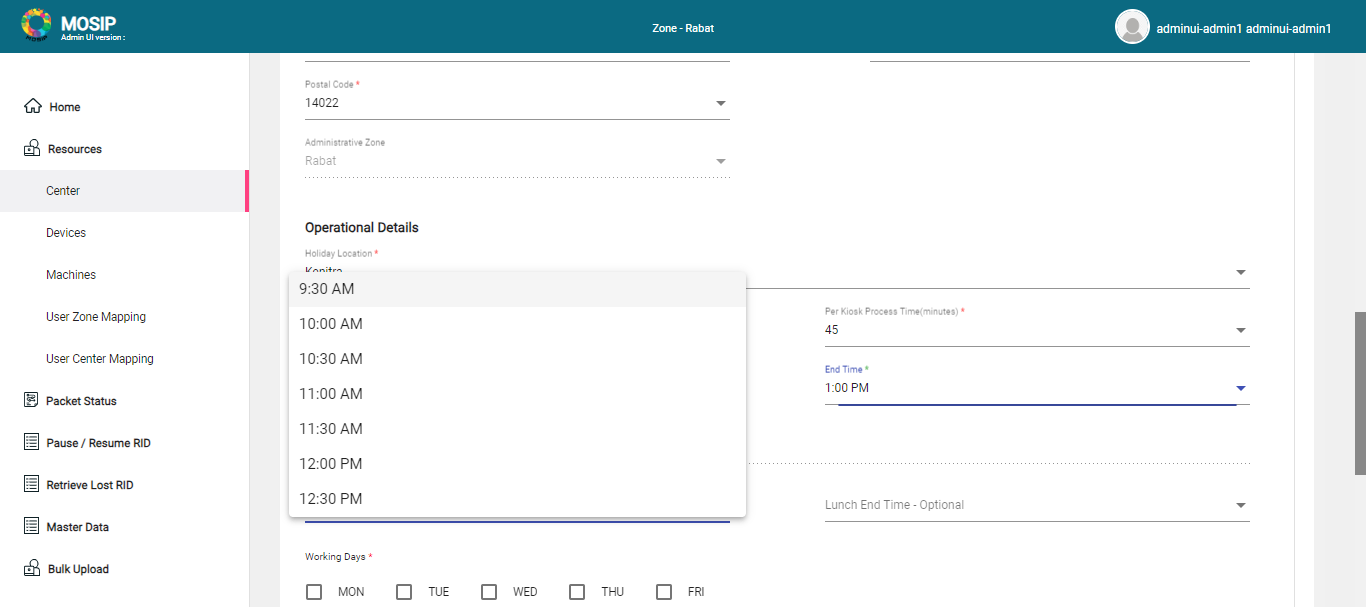 MOSIP
Admin UI version :
Zone - Rabat
adminui-admin1 adminui-admin1
Home
Resources
Center
Devices
Machines
User Zone Mapping
User Center Mapping
Packet Status
Pause / Resume RID
Retrieve Lost RID
Master Data
Bulk Upload
Postal Code *
14022
Administrative Zone
Rabat
Operational Details
Holiday Location *
Kenitra
9:30 AM
10:00 AM
10:30 AM
11:00 AM
11:30 AM
12:00 PM
12:30 PM
Per Kiosk Process Time(minutes) *
45
End Time *
1:00 PM
Lunch End Time - Optional
Working Days *
MON TUE WED THU FRI